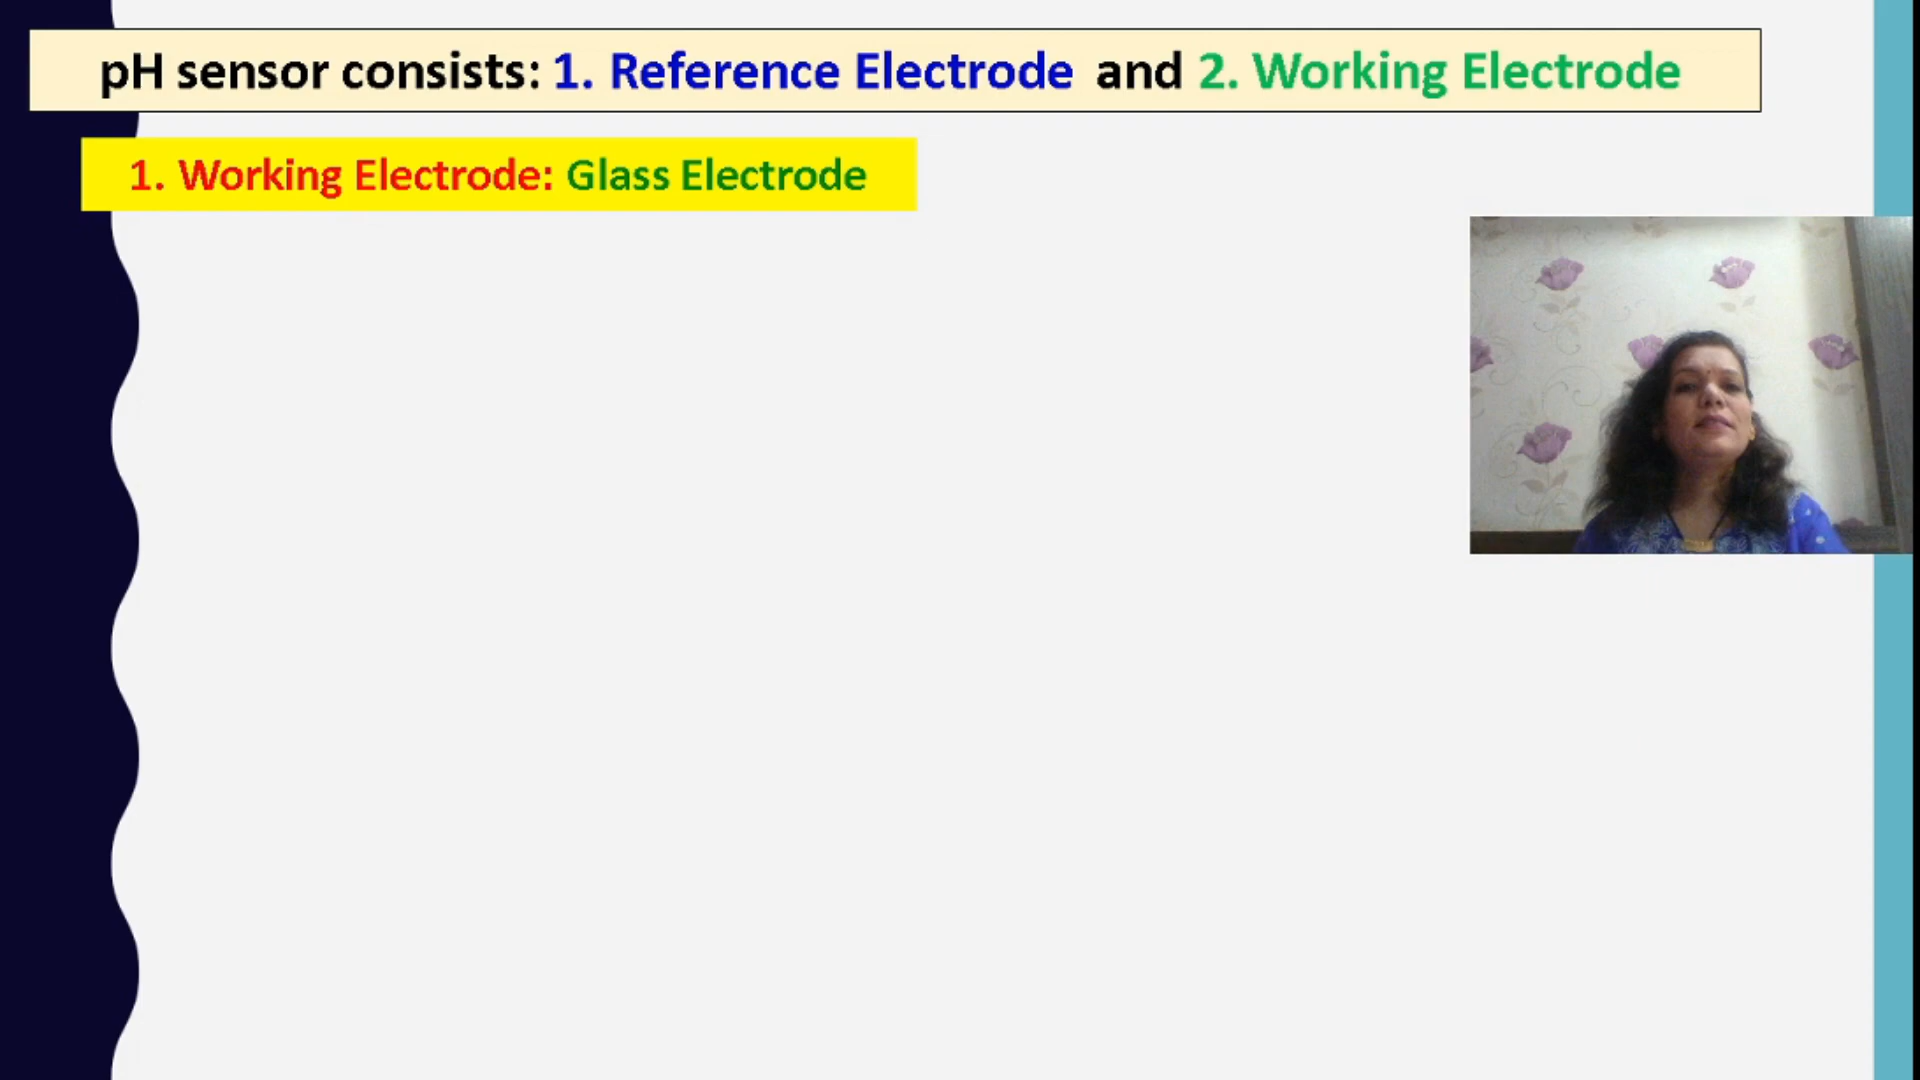 pH sensor consists: 1. Reference Electrode and 2. Working Electrode
1. Working Electrode: Glass Electrode